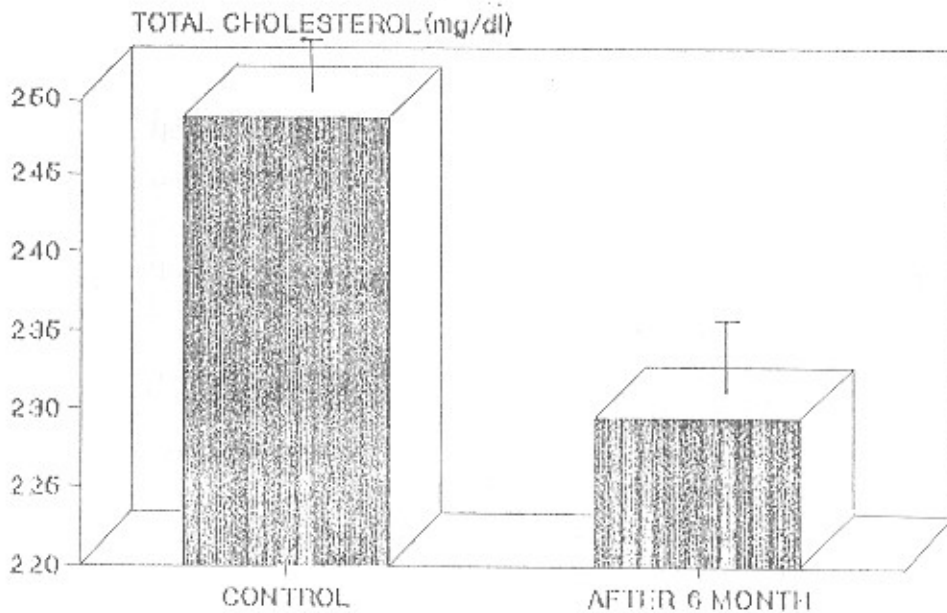 TOTAL CHOLESTEROL (mg/dl)
250
245
240
235
230
225
220
CONTROL
AFTER 6 MONTH